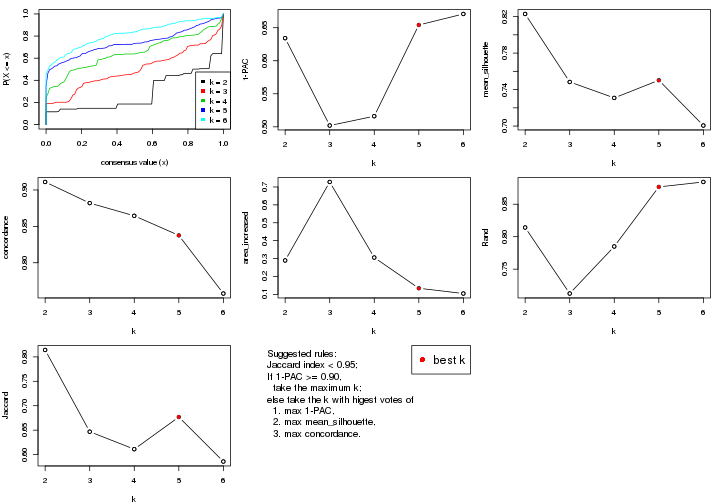 P(X <= x)
0.0 0.2 0.4 0.6 0.8 1.0
0.0 0.2 0.4 0.6 0.8 1.0
consensus value (x)
k = 2
k = 3
k = 4
k = 5
k = 6
1-PAC
0.50 0.55 0.60 0.65
2 3 4 5 6
k
mean_silhouette
0.70 0.74 0.78 0.82
2 3 4 5 6
k
concordance
0.80 0.85 0.90
2 3 4 5 6
k
area_increased
0.1 0.2 0.3 0.4 0.5 0.6 0.7
2 3 4 5 6
k
Rand
0.75 0.80 0.85
2 3 4 5 6
k
Jaccard
0.60 0.65 0.70 0.75 0.80
2 3 4 5 6
k
Suggested rules:
Jaccard index < 0.95;
If 1-PAC >= 0.90,
take the maximum k;
else take the k with higest votes of
1. max 1-PAC,
2. max mean_silhouette,
3. max concordance.
best k